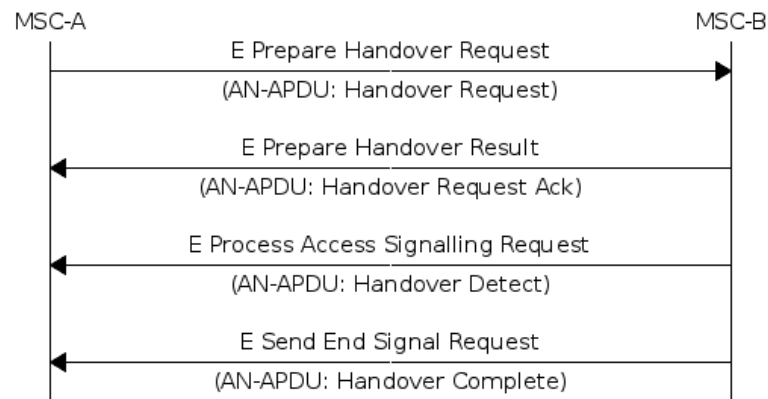 MSC-A MSC-B
E Prepare Handover Request
(AN-APDU: Handover Request)
E Prepare Handover Result
(AN-APDU: Handover Request Ack)
E Process Access Signalling Request
(AN-APDU: Handover Detect)
E Send End Signal Request
(AN-APDU: Handover Complete)